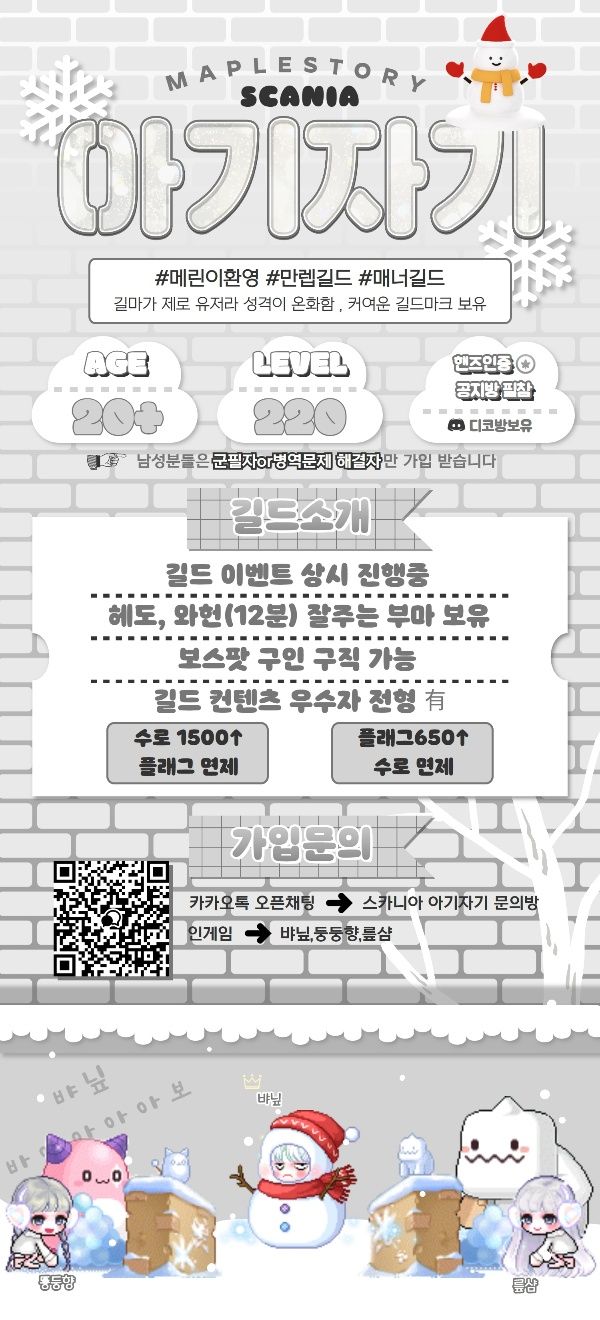 MAPLESTORY
SCANIA
아기자기
#메린이환영 #만렙길드 #매너길드
길마가 제로 유저라 성격이 온화함 , 커여운 길드마크 보유
AGE
20+
LEVEL
220
핸즈인증
공지방 필참
디코방보유
남성분들은 군필자or병역문제 해결자만 가입 받습니다
길드소개
길드 이벤트 상시 진행중
헤도, 와헌(12분) 잘주는 부마 보유
보스팟 구인 구직 가능
길드 컨텐츠 우수자 전형 有
수로 1500↑
플래그 면제
플래그650↑
수로 면제
가입문의
카카오톡 오픈채팅 → 스카니아 아기자기 문의방
인게임 → 뱌닢,둥둥향,릂샴
뱌 닢
바 아 아 아 아 보
뱌닢
둥둥향
릂샴